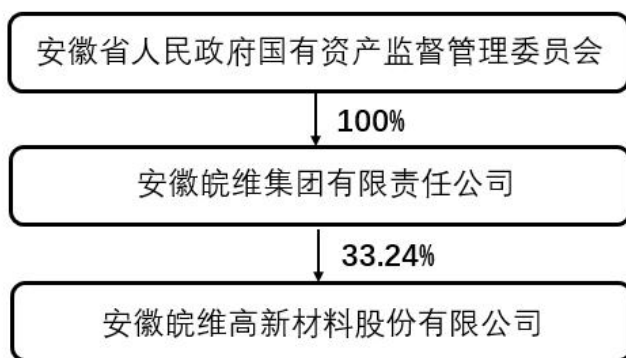 安徽省人民政府国有资产监督管理委员会
100%
安徽皖维集团有限责任公司
33.24%
安徽皖维高新材料股份有限公司